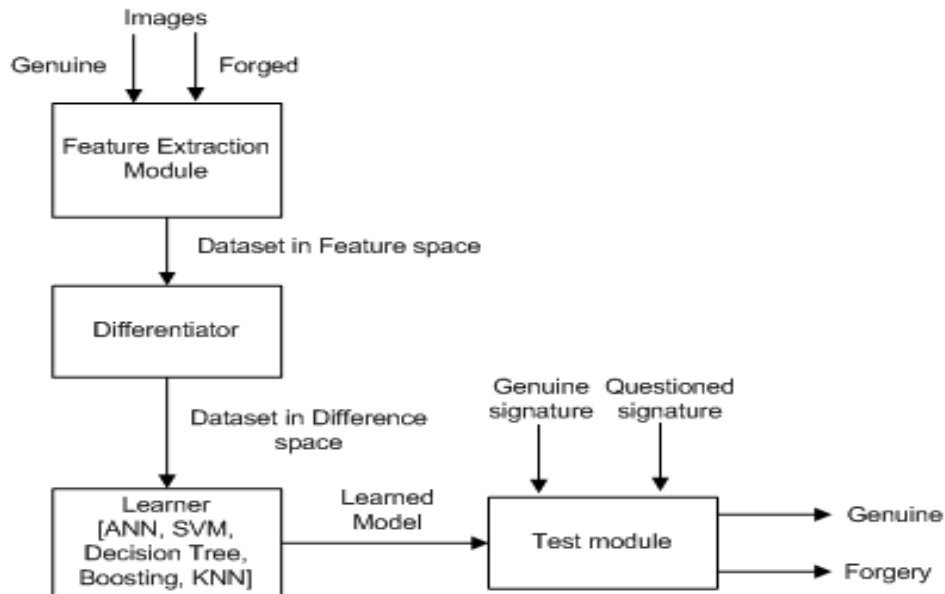 Images
Genuine
Forged
Feature Extraction
Module
Dataset in Feature space
Differentiator
Dataset in Difference
space
Learner
[ANN, SVM,
Decision Tree,
Boosting, KNN]
Learned
Model
Genuine
signature
Questioned
signature
Test module
Genuine
Forgery